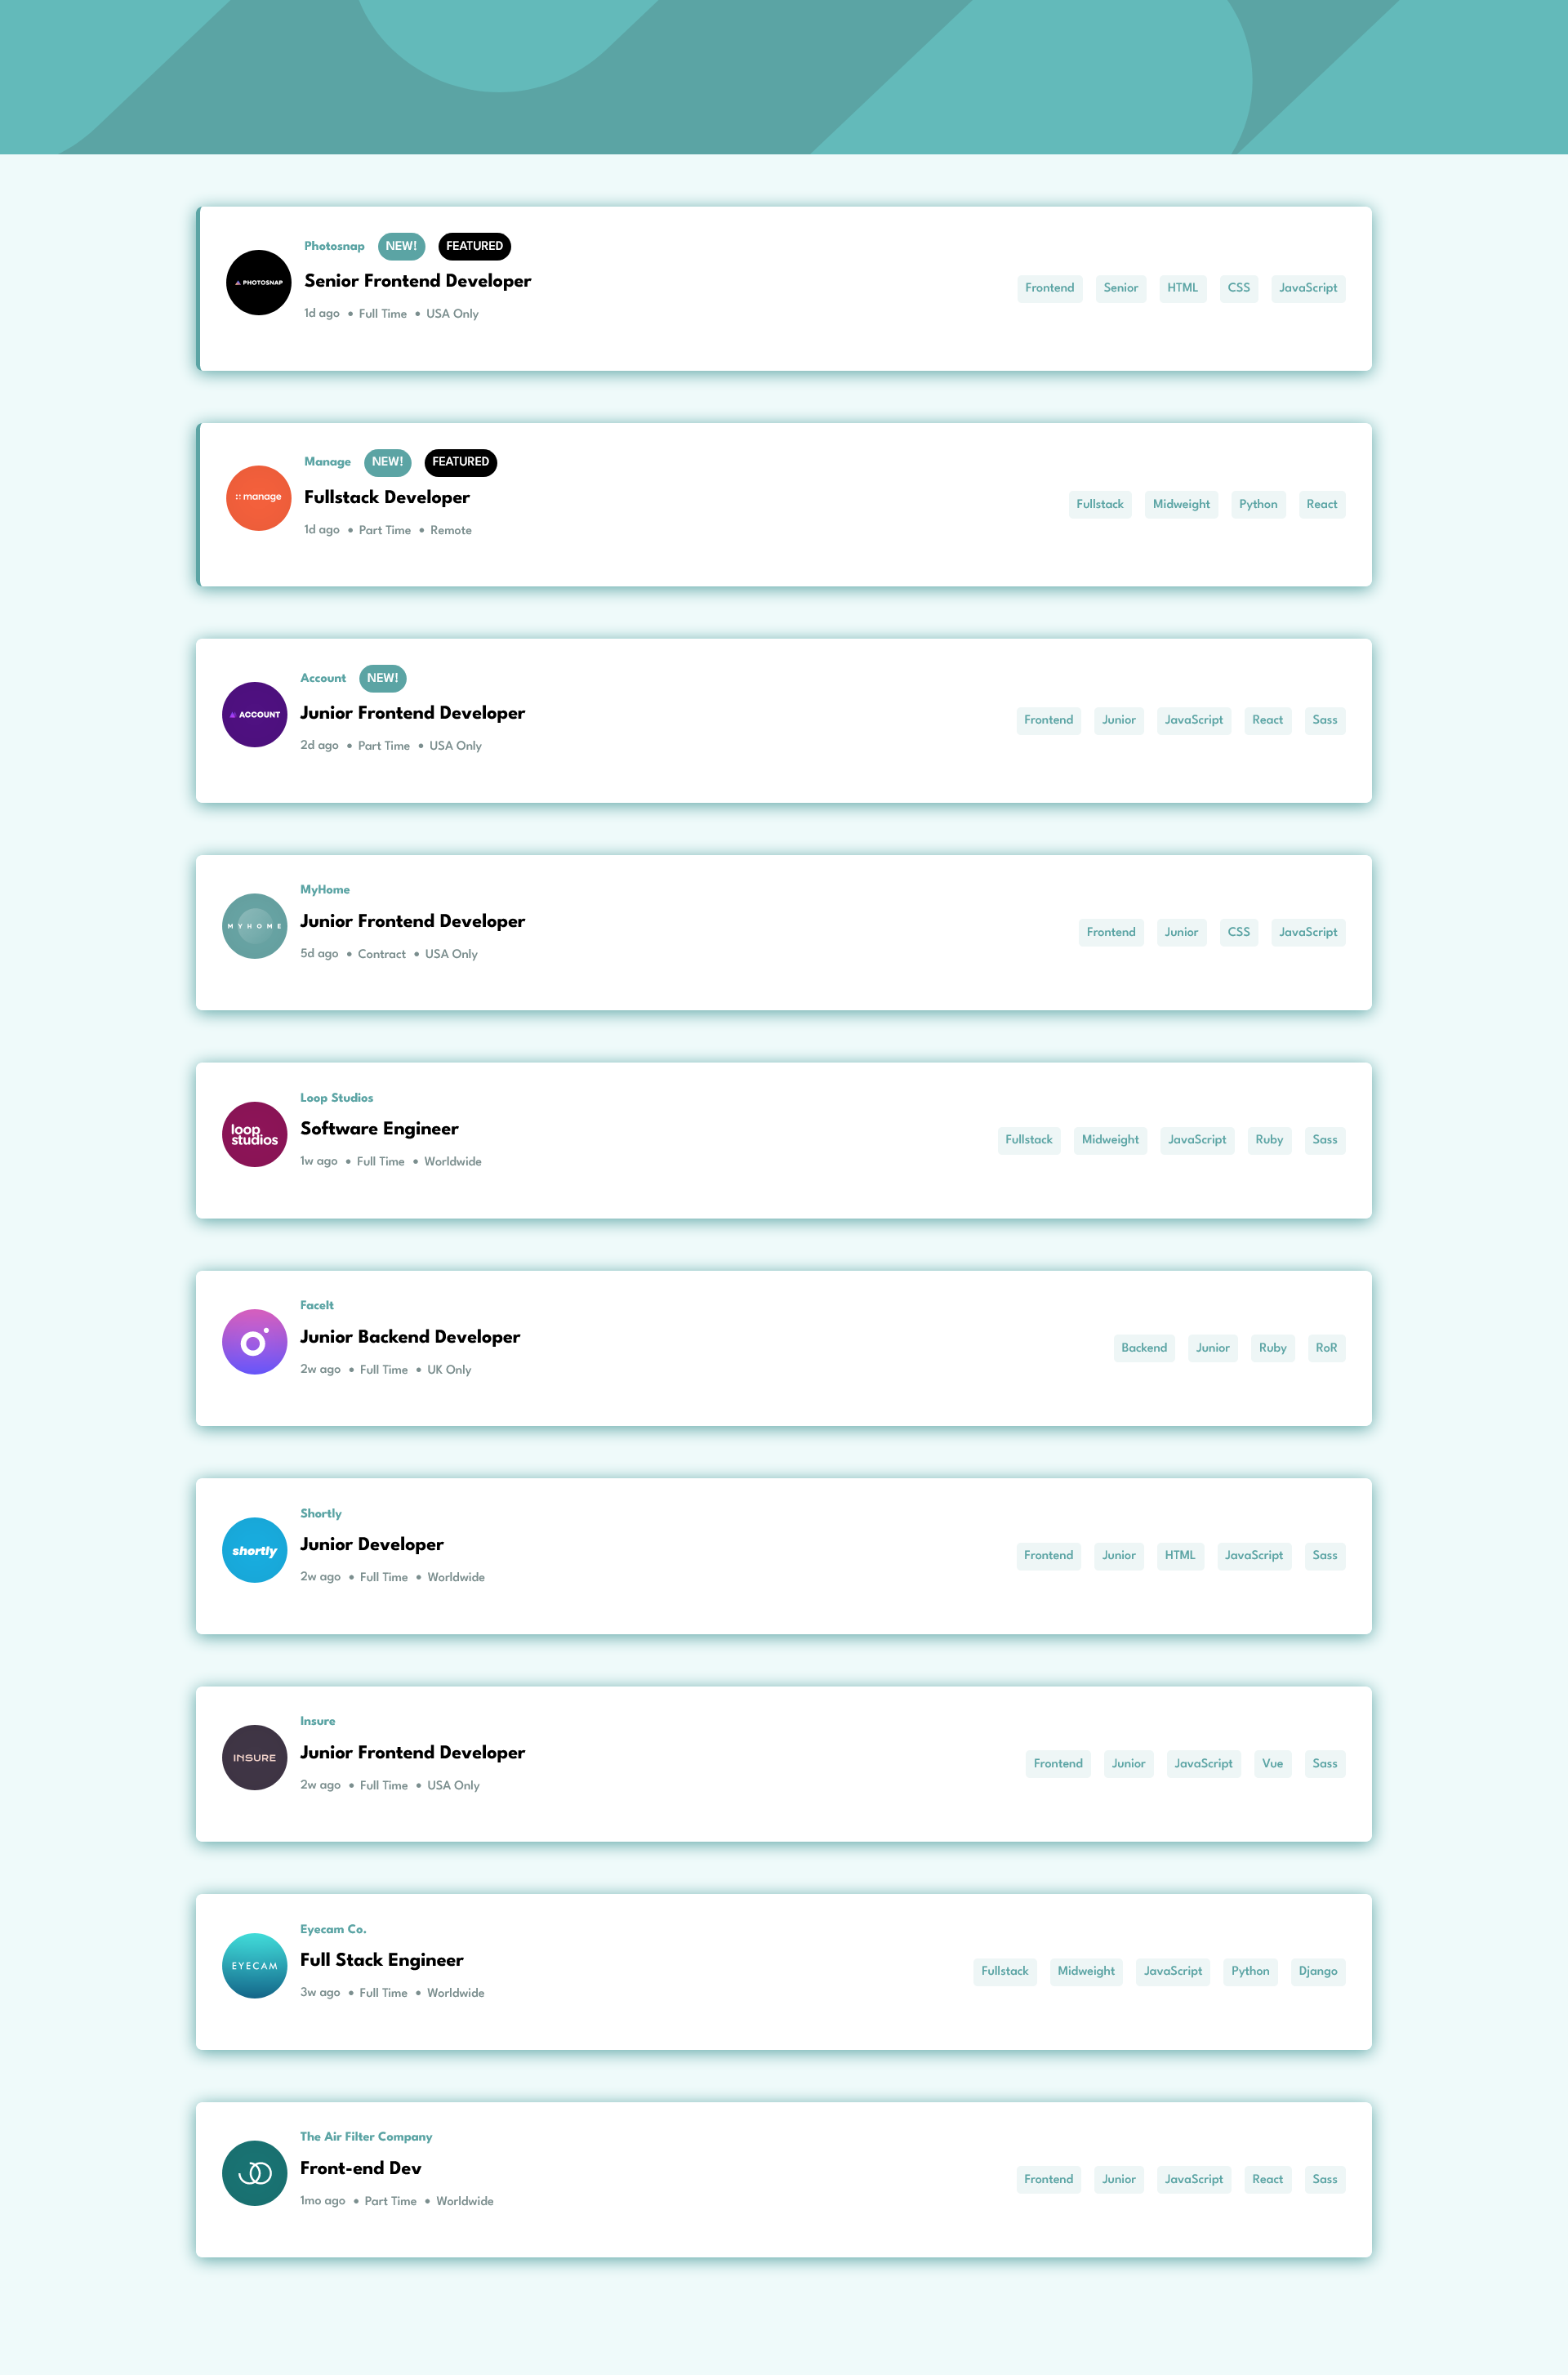 Photosnap NEW! FEATURED
PHOTOSNAP
Senior Frontend Developer
1d ago • Full Time • USA Only
Frontend Senior HTML CSS JavaScript
Manage NEW! FEATURED
manage
Fullstack Developer
1d ago • Part Time • Remote
Fullstack Midweight Python React
Account NEW!
ACCOUNT
Junior Frontend Developer
2d ago • Part Time • USA Only
Frontend Junior JavaScript React Sass
MyHome
MYHOME
Junior Frontend Developer
5d ago • Contract • USA Only
Frontend Junior CSS JavaScript
Loop Studios
loop
studios
Software Engineer
1w ago • Full Time • Worldwide
Fullstack Midweight JavaScript Ruby Sass
FaceIt
Junior Backend Developer
2w ago • Full Time • UK Only
Backend Junior Ruby RoR
Shortly
shortly
Junior Developer
2w ago • Full Time • Worldwide
Frontend Junior HTML JavaScript Sass
Insure
INSURE
Junior Frontend Developer
2w ago • Full Time • USA Only
Frontend Junior JavaScript Vue Sass
Eyecam Co.
EYECAM
Full Stack Engineer
3w ago • Full Time • Worldwide
Fullstack Midweight JavaScript Python Django
The Air Filter Company
Front-end Dev
1mo ago • Part Time • Worldwide
Frontend Junior JavaScript React Sass